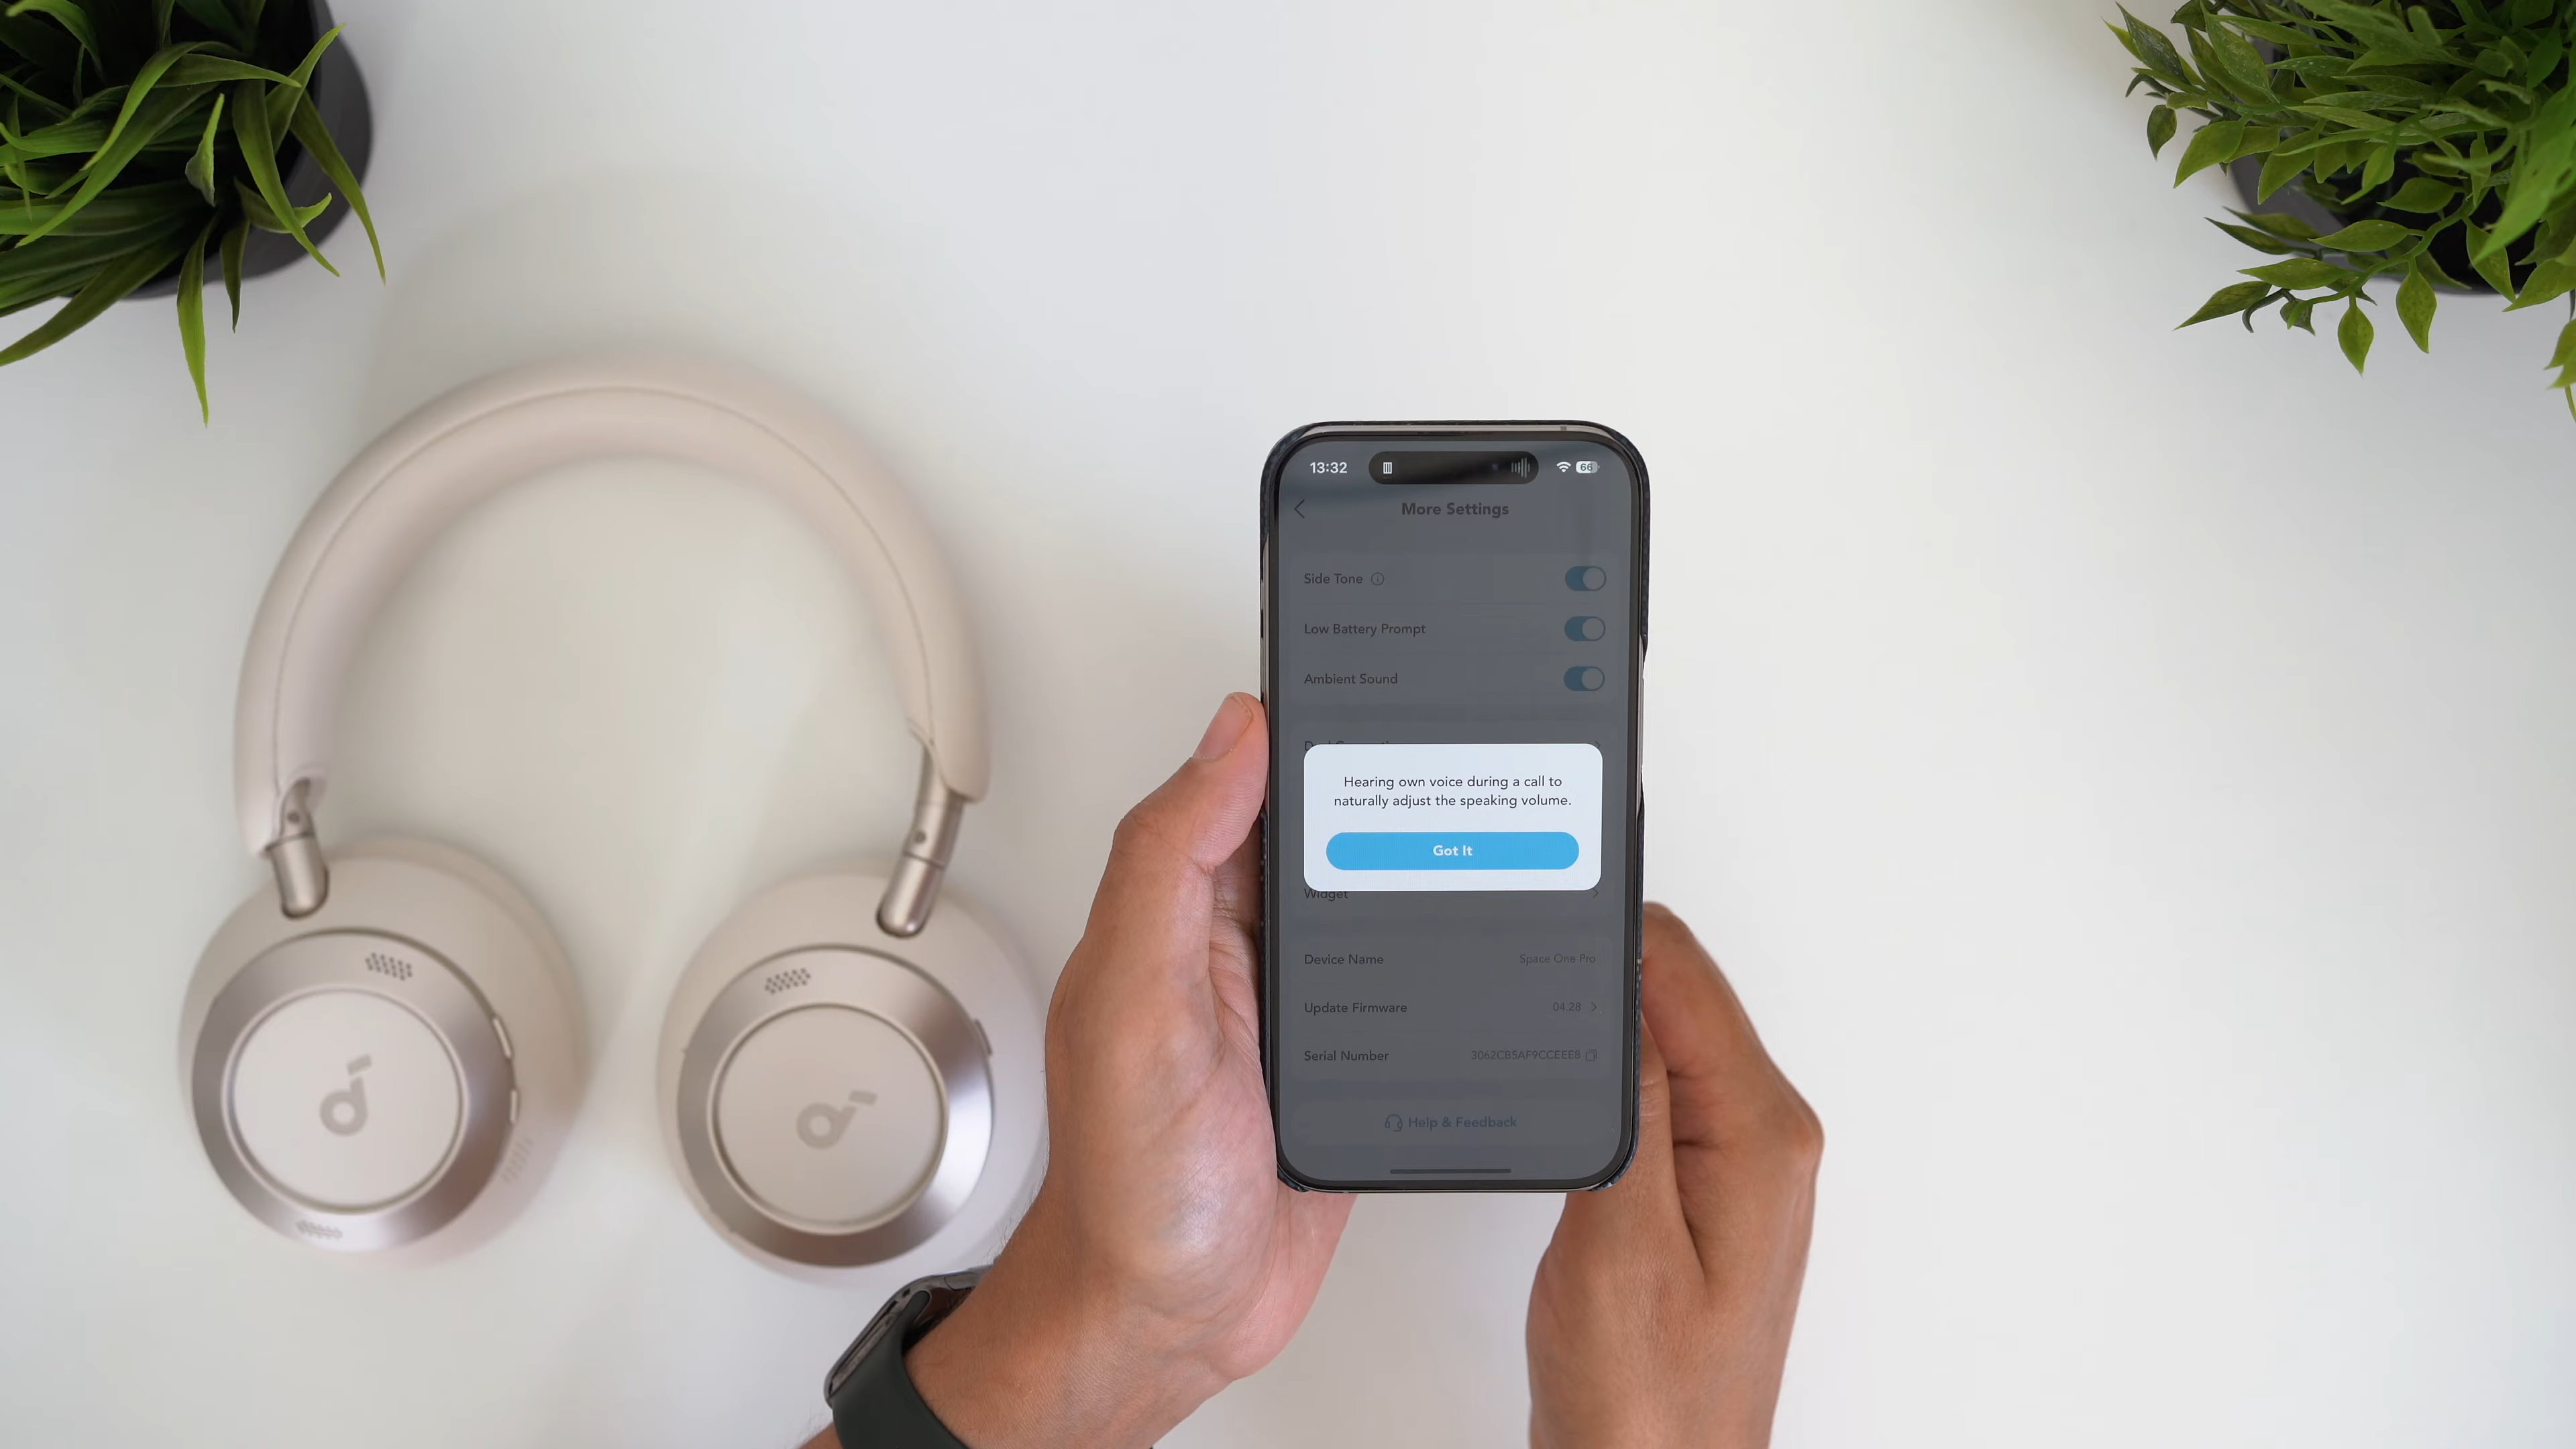 13:32
66
More Settings
Side Tone
Low Battery Prompt
Ambient Sound
Hearing own voice during a call to
naturally adjust the speaking volume.
Got It
Widget
Device Name Space One Pro
Update Firmware 04.28
Serial Number 3062CB5AF9CCEEE8
Help & Feedback